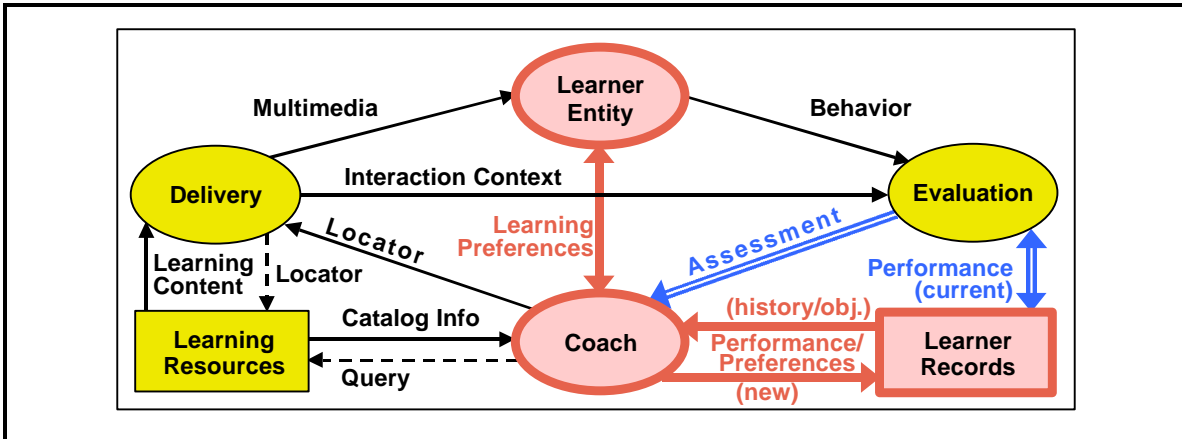 Learner
Entity
Multimedia
Behavior
Delivery
Interaction Context
Evaluation
Locator
Learning
Preferences
Assessment
Learning
Content
Locator
Performance
(current)
(history/obj.)
Learning
Resources
Catalog Info
Coach
Performance/
Preferences
Learner
Records
Query
(new)